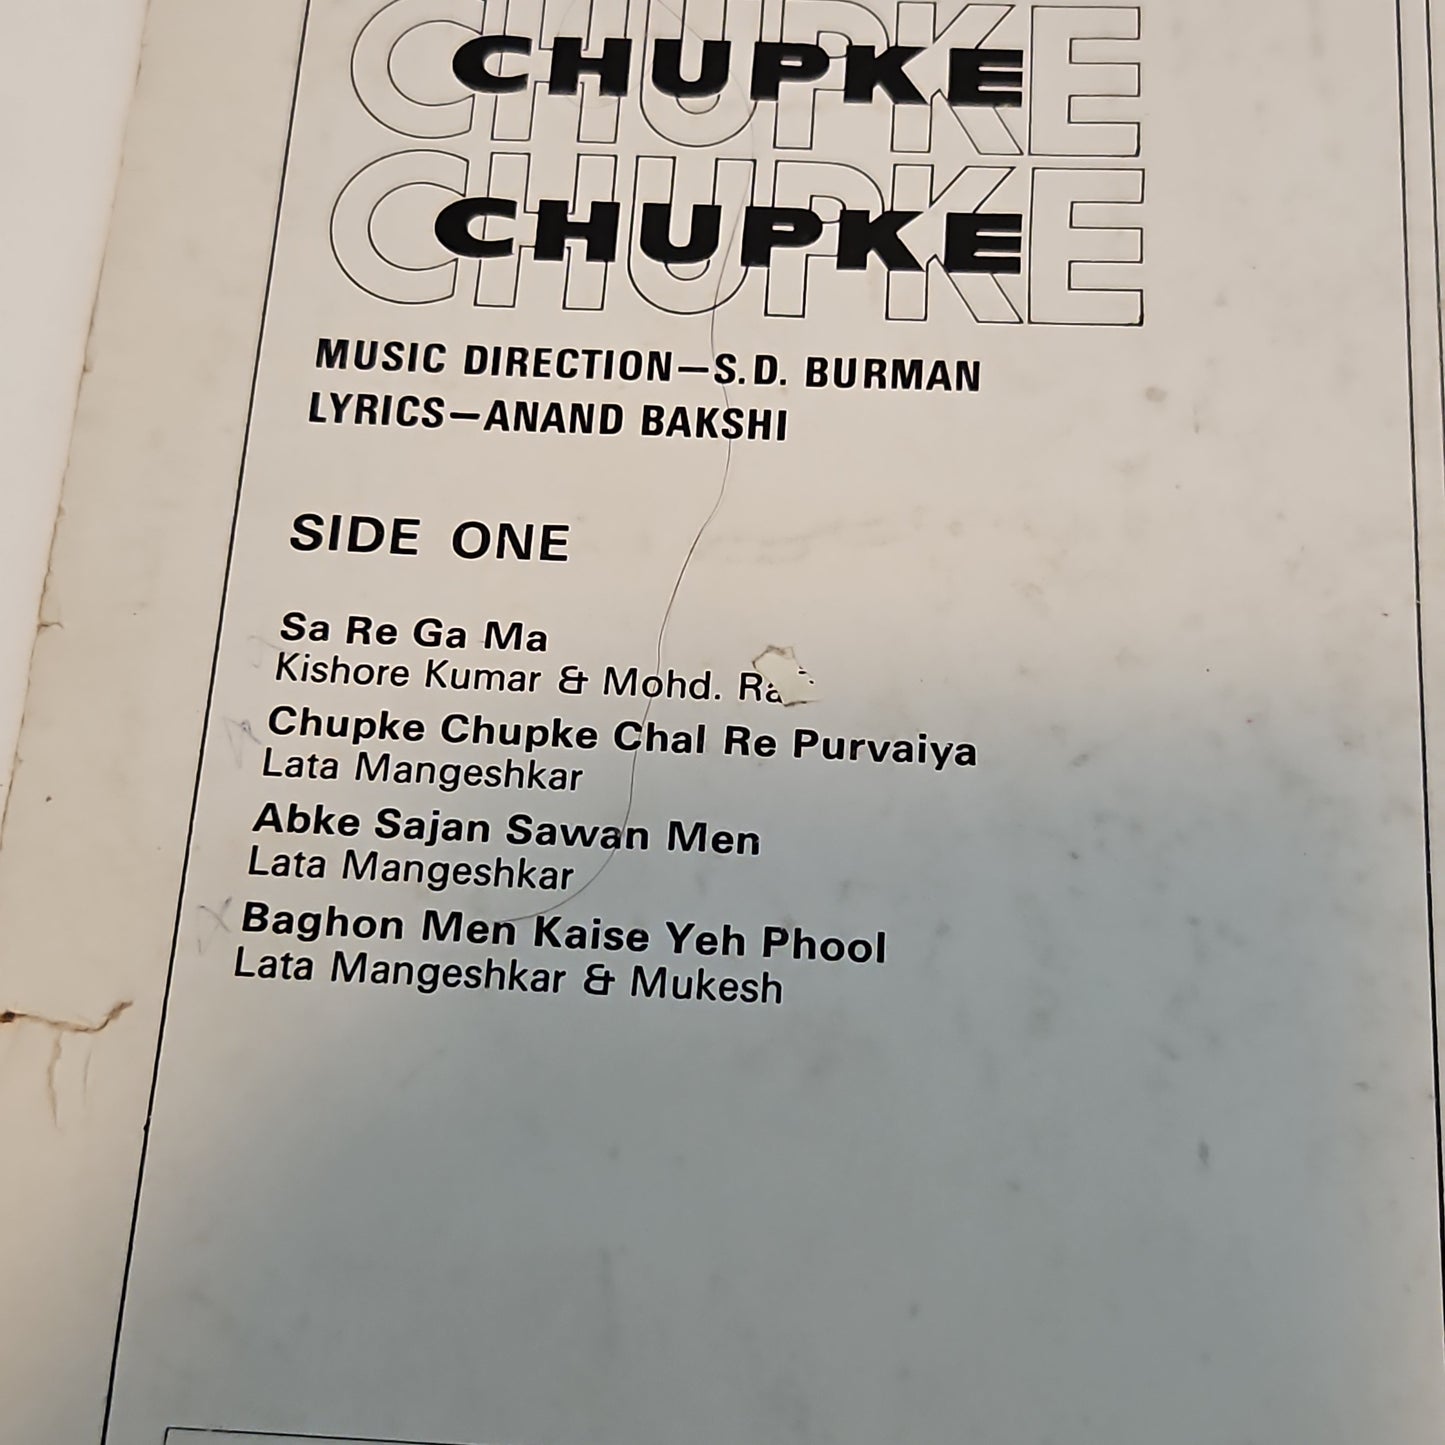 CHUPKE
CHUPKE
MUSIC DIRECTION—S.D. BURMAN
LYRICS—ANAND BAKSHI
SIDE ONE
Sa Re Ga Ma
Kishore Kumar & Mohd.
Chupke Chupke Chal Re Purvaiya
Lata Mangeshkar
Abke Sajan Sawan Men
Lata Mangeshkar
Baghon Men Kaise Yeh Phool
Lata Mangeshkar & Mukesh